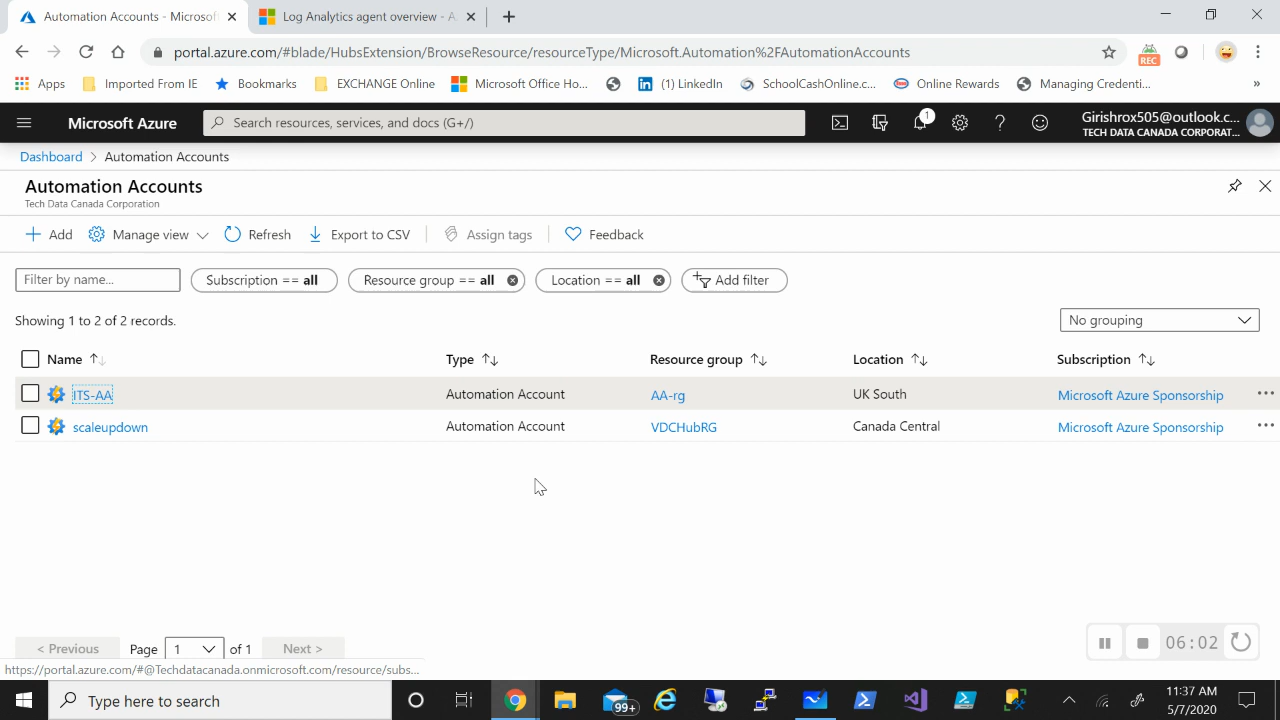 Automation Accounts - Microsof
Log Analytics agent overview - A
portal.azure.com/#blade/HubsExtension/BrowseResource/resourceType/Microsoft.Automation%2FAutomationAccounts
REC
Apps
Imported From IE
Bookmarks
EXCHANGE Online
Microsoft Office Ho...
(1) LinkedIn
SchoolCashOnline.c...
Online Rewards
Managing Credenti...
»
Microsoft Azure
Search resources, services, and docs (G+/)
1
Girishrox505@outlook.c...
TECH DATA CANADA CORPORAT...
Dashboard > Automation Accounts
Automation Accounts
Tech Data Canada Corporation
Add
Manage view
Refresh
Export to CSV
Assign tags
Feedback
Filter by name...
Subscription == all
Resource group == all
Location == all
Add filter
Showing 1 to 2 of 2 records.
No grouping
Name Type Resource group Location Subscription
ITS-AA Automation Account AA-rg UK South Microsoft Azure Sponsorship ...
scaleupdown Automation Account VDCHubRG Canada Central Microsoft Azure Sponsorship ...
< Previous Page 1 of 1 Next >
06:02
https://portal.azure.com/#@Techdatacanada.onmicrosoft.com/resource/subs...
Type here to search
99+
11:37 AM
5/7/2020